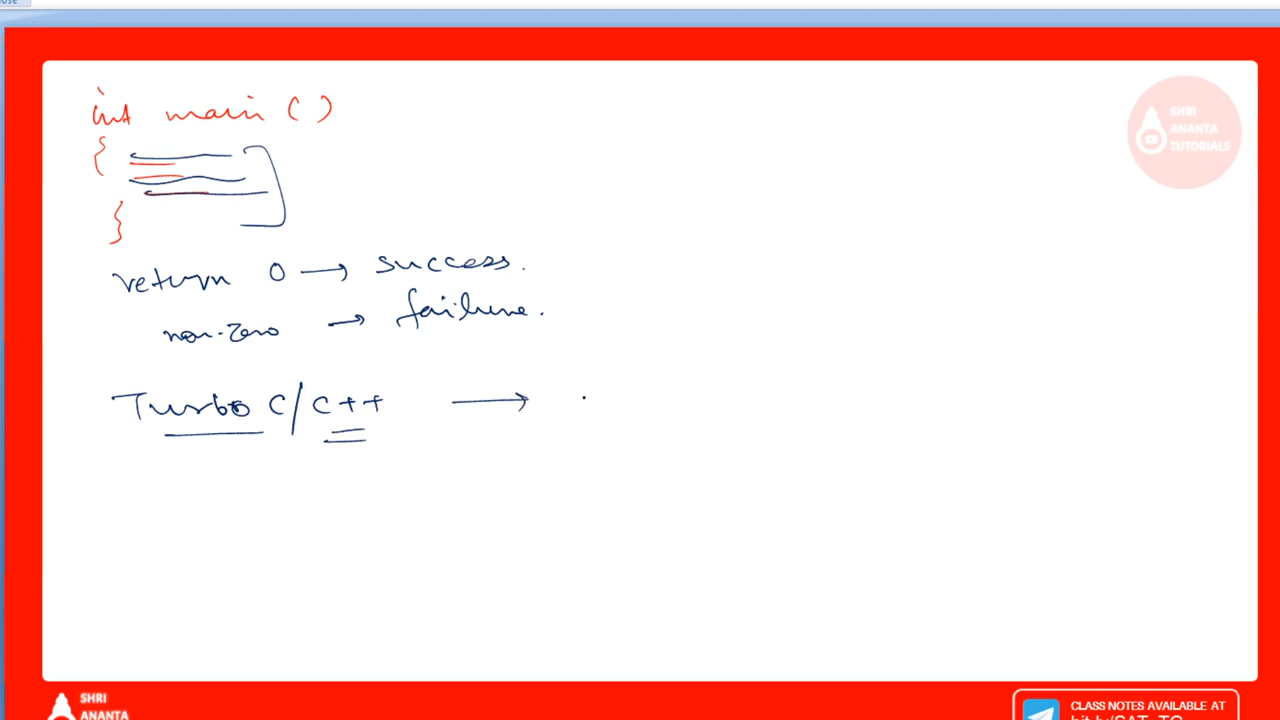 int main ( )
{
}
return 0 → success.
non-zero → failure.
Turbo C/C++ →
SHRI
ANANTA
TUTORIALS
SHRI
ANANTA
CLASS NOTES AVAILABLE AT